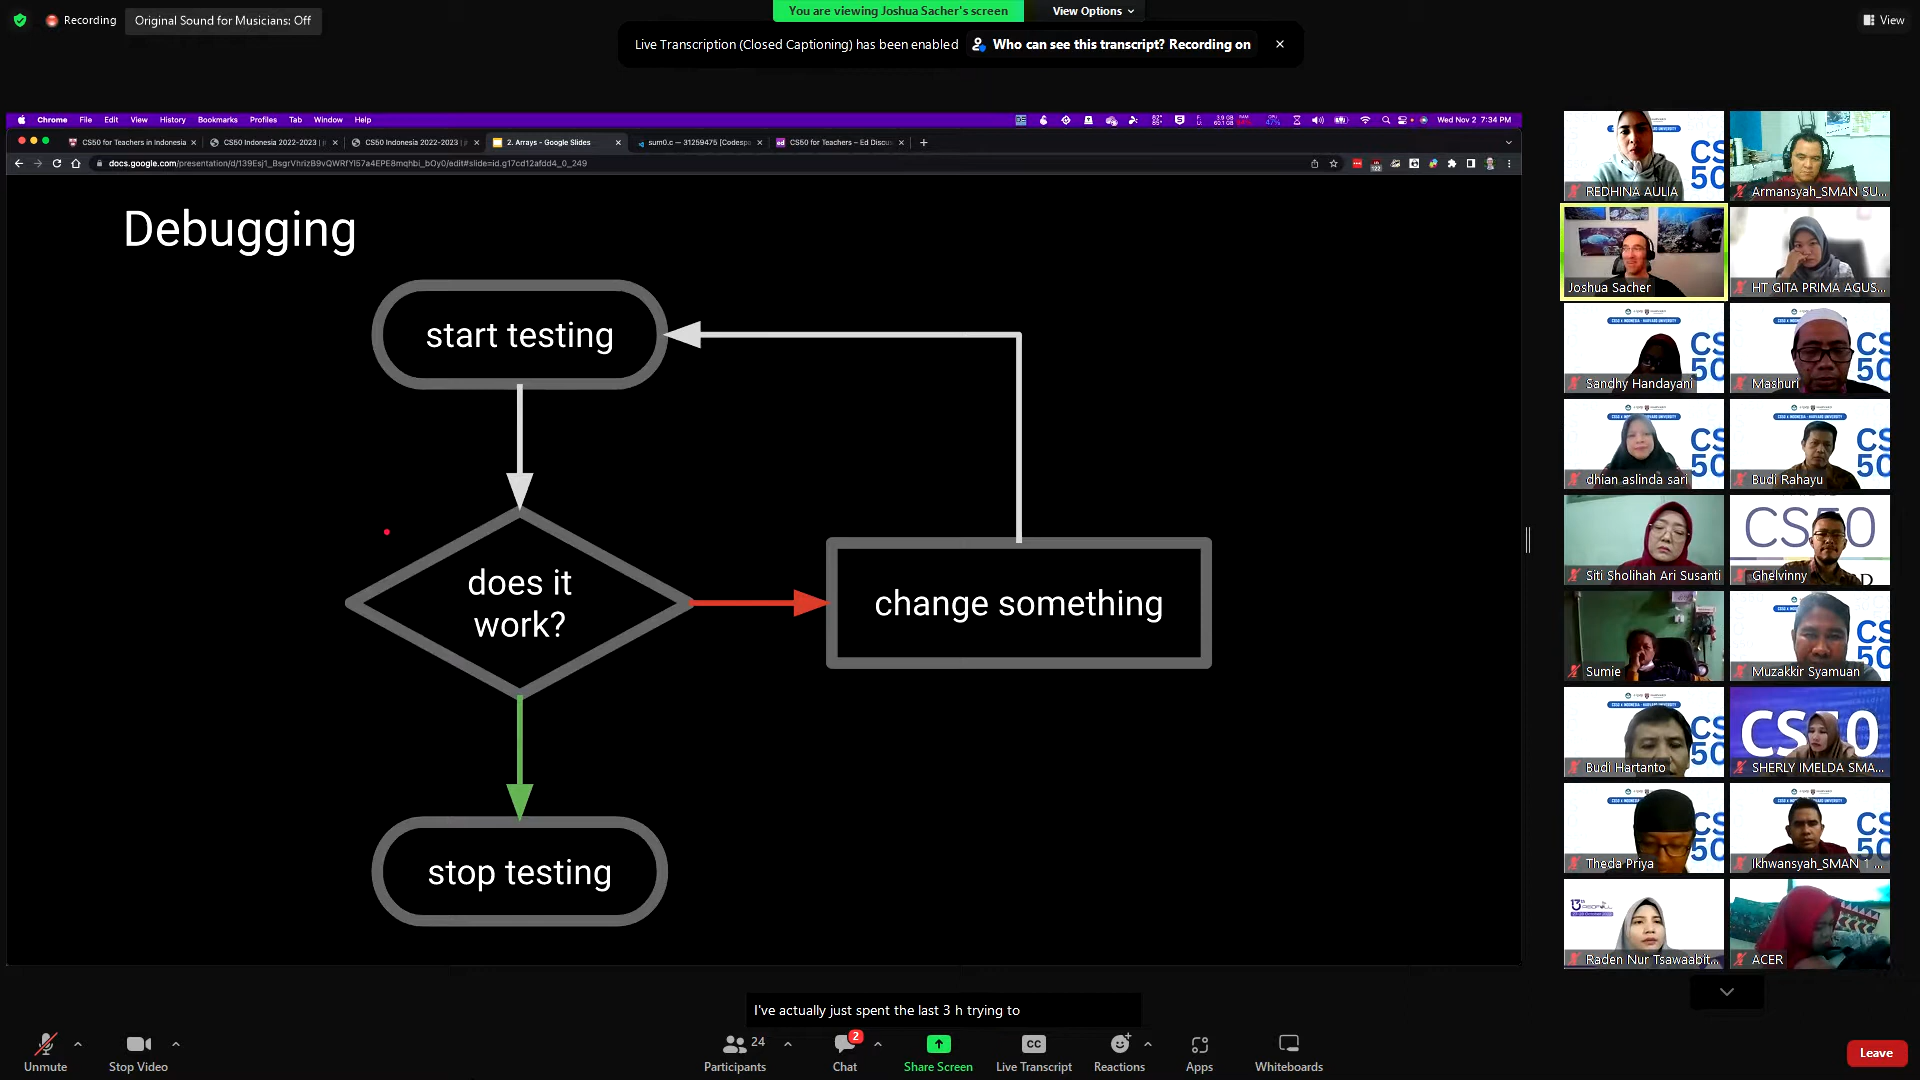 Recording
Original Sound for Musicians: Off
You are viewing Joshua Sacher's screen
View Options
View
Live Transcription (Closed Captioning) has been enabled
Who can see this transcript? Recording on
Chrome File Edit View History Bookmarks Profiles Tab Window Help
Wed Nov 2 7:34 PM
CS50 for Teachers in Indonesia
CS50 Indonesia 2022-2023 |
CS50 Indonesia 2022-2023 |
2. Arrays - Google Slides
sum0.c — 31259475 [Codesp
CS50 for Teachers – Ed Discu
Debugging
start testing
does it
work?
change something
stop testing
REDHINA AULIA
Armansyah_SMAN SU...
Joshua Sacher
HT GITA PRIMA AGUS...
Sandhy Handayani
Mashuri
dhian aslinda sari
Budi Rahayu
Siti Sholihah Ari Susanti
CS50
Ghelvinny
Sumie
Muzakkir Syamuan
Budi Hartanto
CS50
SHERLY IMELDA SMA...
Theda Priya
Ikhwansyah_SMAN 1 ...
Raden Nur Tsawaabit...
ACER
I've actually just spent the last 3 h trying to
Unmute
Stop Video
24
Participants
2
Chat
Share Screen
CC
Live Transcript
Reactions
Apps
Whiteboards
Leave